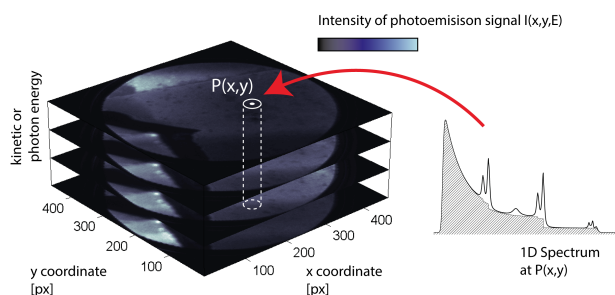 Intensity of photoemisison signal I(x,y,E)
P(x,y)
kinetic or
photon energy
400
300
200
100
y coordinate
[px]
100
200
300
400
x coordinate
[px]
1D Spectrum
at P(x,y)